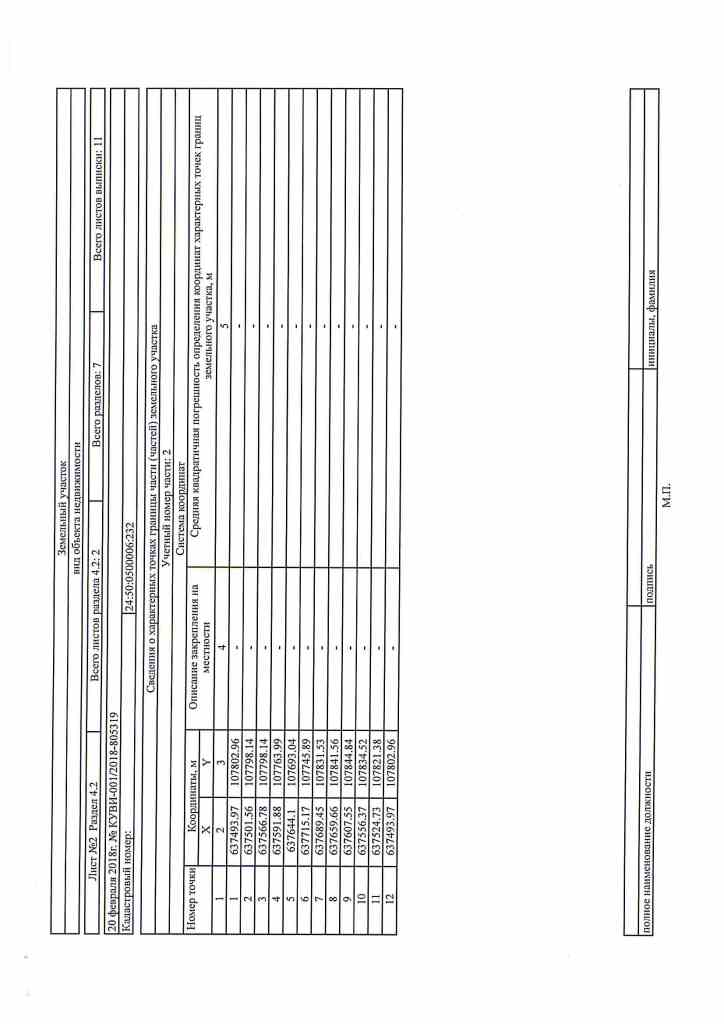 Земельный участок
вид объекта недвижимости
Лист №2 Раздел 4.2 Всего листов раздела 4.2: 2 Всего разделов: 7 Всего листов выписки: 11
20 февраля 2018г. № КУВИ-001/2018-805319
Кадастровый номер: 24:50:0500006:232
Сведения о характерных точках границы части (частей) земельного участка
Учетный номер части: 2
Система координат
Номер точки Координаты, м Описание закрепления на местности Средняя квадратичная погрешность определения координат характерных точек границ земельного участка, м
X Y
1 2 3 4 5
1 637493.97 107802.96 - -
2 637501.56 107798.14 - -
3 637566.78 107798.14 - -
4 637591.88 107763.99 - -
5 637644.1 107693.04 - -
6 637715.17 107745.89 - -
7 637689.45 107831.53 - -
8 637659.66 107841.56 - -
9 637607.55 107844.84 - -
10 637556.37 107834.52 - -
11 637524.73 107821.38 - -
12 637493.97 107802.96 - -
полное наименование должности подпись инициалы, фамилия
М.П.